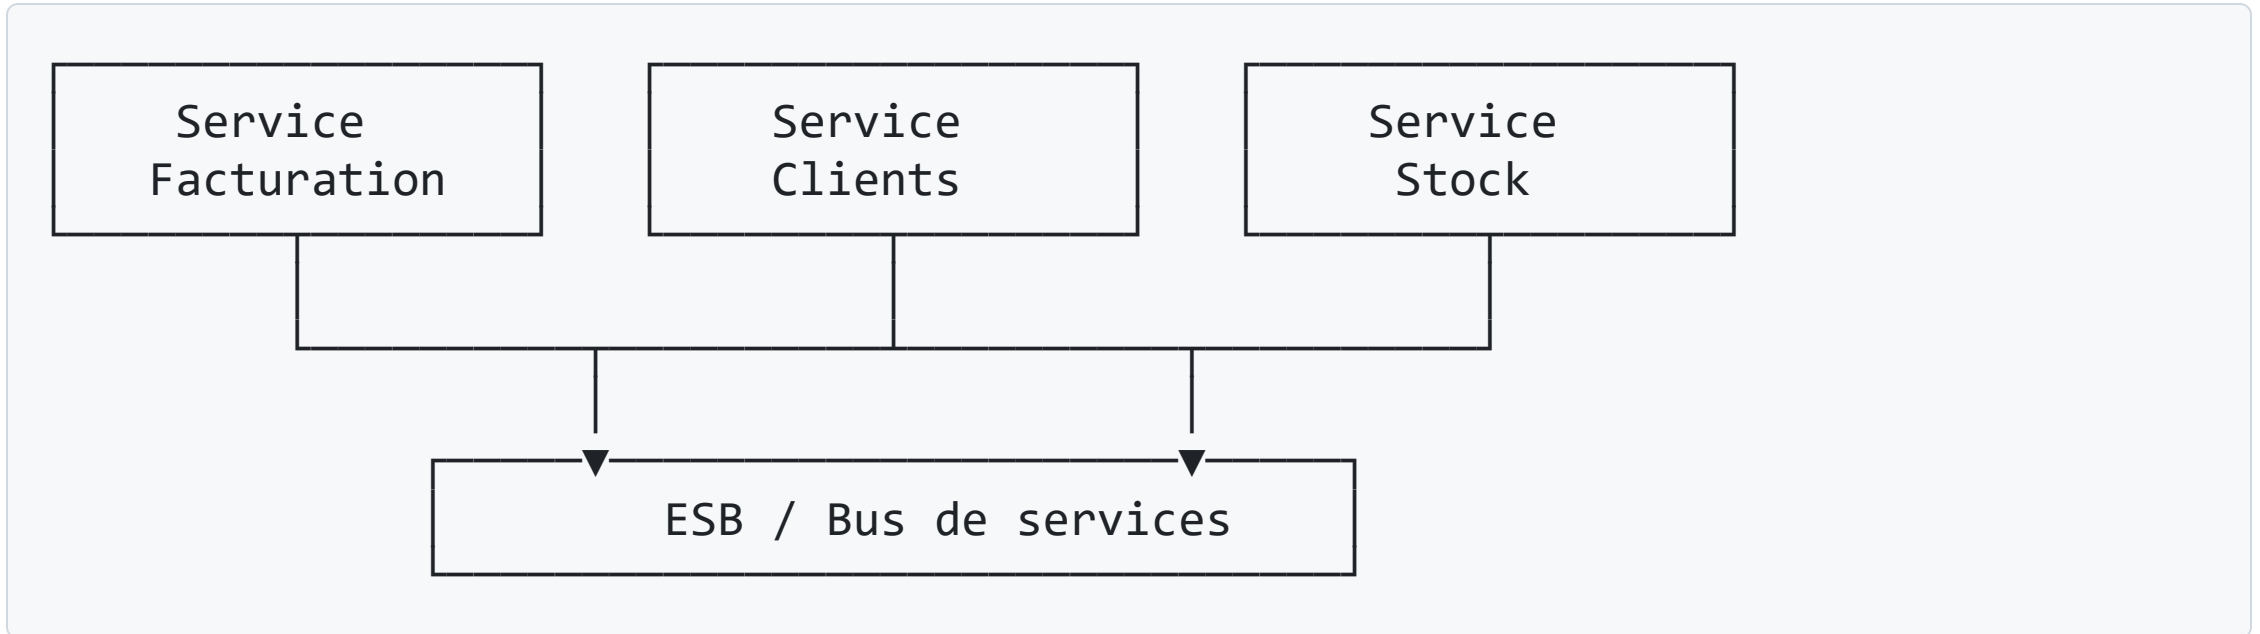 Service Service Service
Facturation Clients Stock
ESB / Bus de services